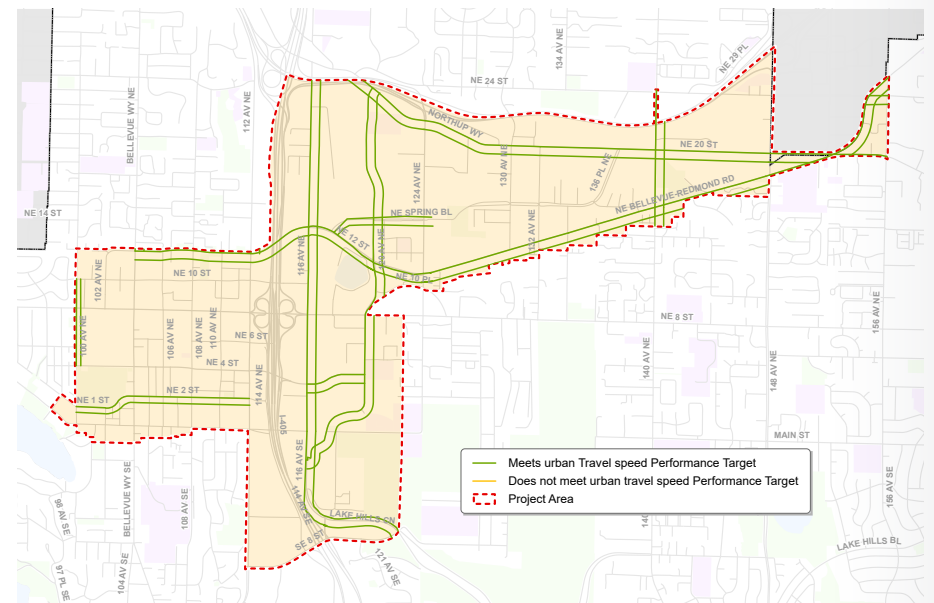 134 AV NE
NE 29 PL
NE 24 ST
112 AV NE
BELLEVUE WY NE
NORTHUP WY
NE 20 ST
130 AV NE
136 PL NE
124 AV NE
NE BELLEVUE-REDMOND RD
NE 14 ST
NE SPRING BL
132 AV NE
NE 12 ST
116 AV NE
120 AV NE
NE 10 ST
NE 10 PL
102 AV NE
156 AV NE
NE 8 ST
100 AV NE
106 AV NE
108 AV NE
110 AV NE
NE 6 ST
140 AV NE
148 AV NE
NE 4 ST
114 AV NE
NE 2 ST
NE 1 ST
I-405
MAIN ST
116 AV SE
Meets urban Travel speed Performance Target
Does not meet urban travel speed Performance Target
Project Area
BELLEVUE WY SE
108 AV SE
98 AV SE
114 AV SE
LAKE HILLS CN
SE 8 ST
156 AV SE
140
LAKE HILLS BL
97 PL SE
104 AV SE
121 AV SE